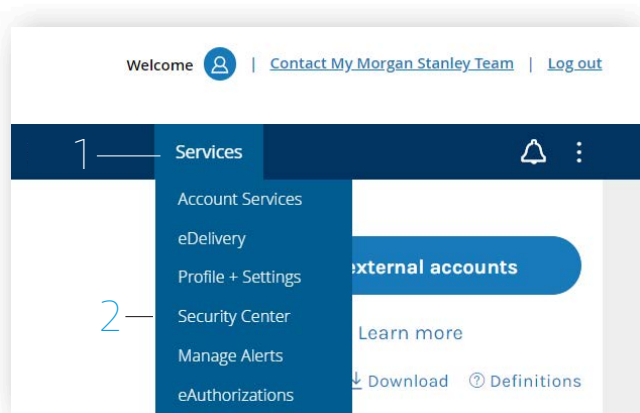 Welcome | Contact My Morgan Stanley Team | Log out
1 Services
Account Services
eDelivery
Profile + Settings
external accounts
2 Security Center
Learn more
Manage Alerts
Download ? Definitions
eAuthorizations